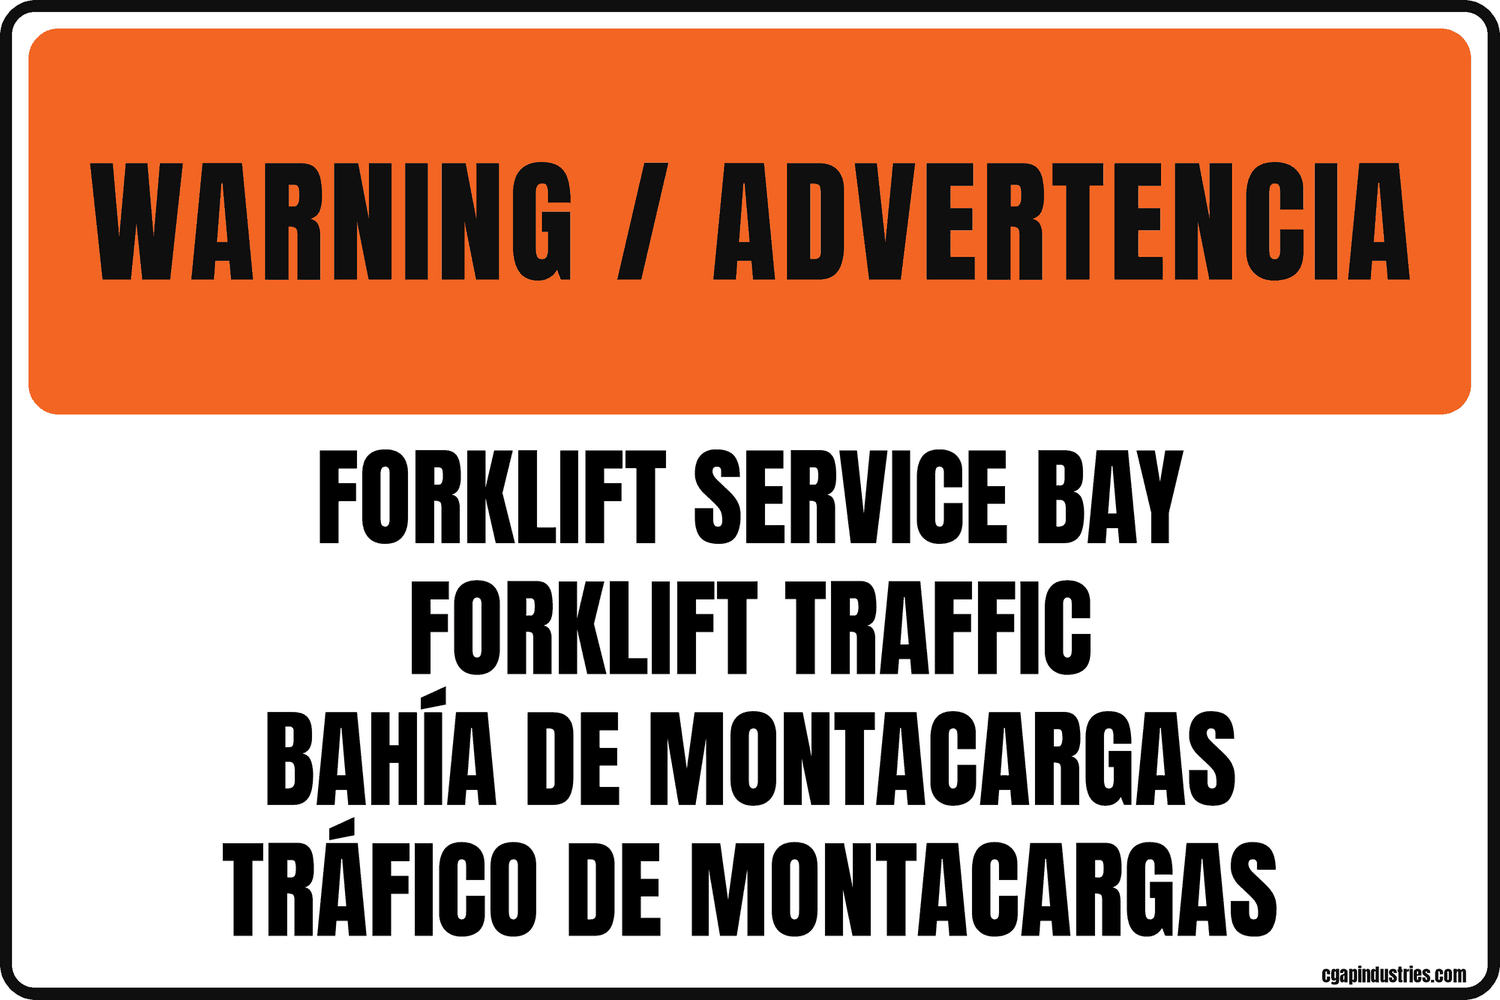 WARNING / ADVERTENCIA
FORKLIFT SERVICE BAY
FORKLIFT TRAFFIC
BAHÍA DE MONTACARGAS
TRÁFICO DE MONTACARGAS
cgapindustries.com